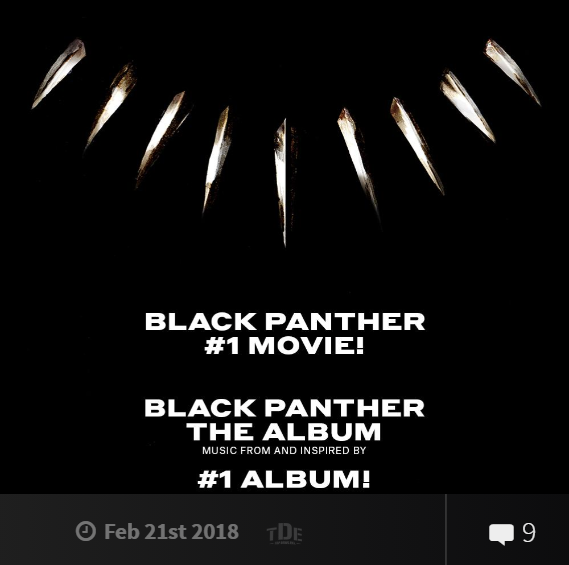 BLACK PANTHER
#1 MOVIE!
BLACK PANTHER
THE ALBUM
MUSIC FROM AND INSPIRED BY
#1 ALBUM!
Feb 21st 2018 TDE 9